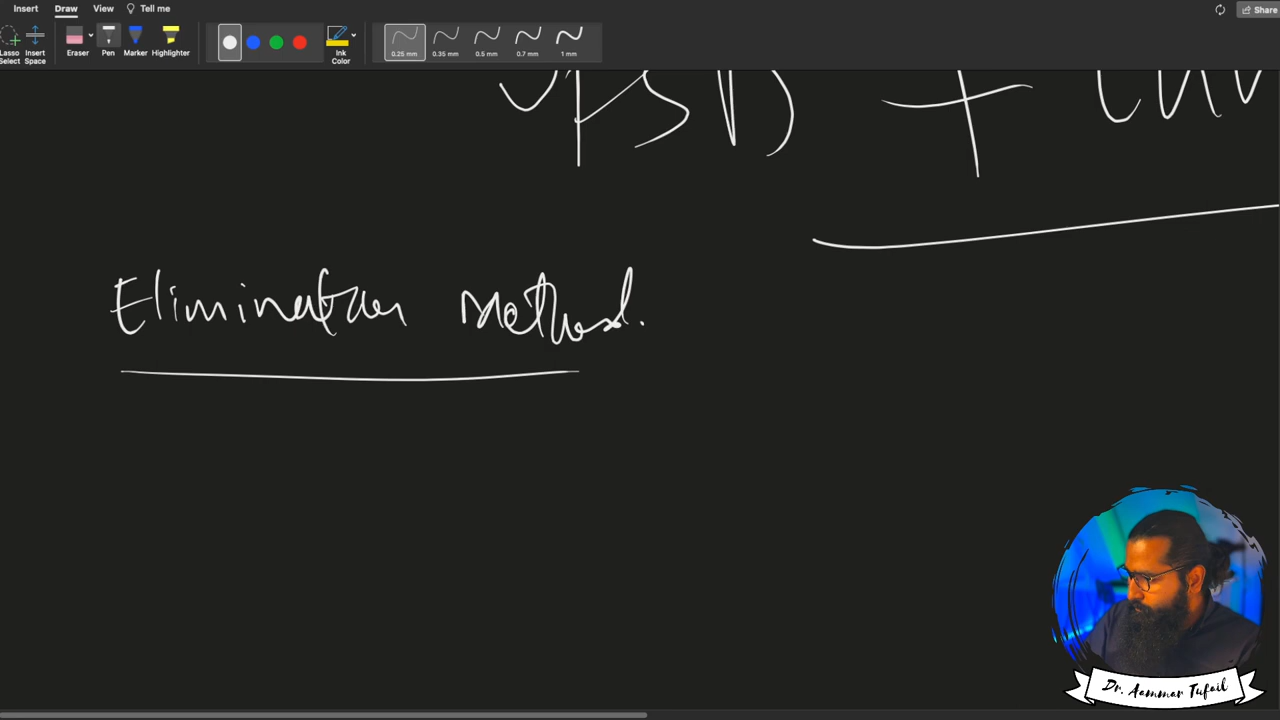 Insert Draw View Tell me
Share
Lasso Select
Insert Space
Eraser
Pen
Marker
Highlighter
Ink Color
0.25 mm
0.35 mm
0.5 mm
0.7 mm
1 mm
+
Elimination Method.
Dr. Aammar Tufail